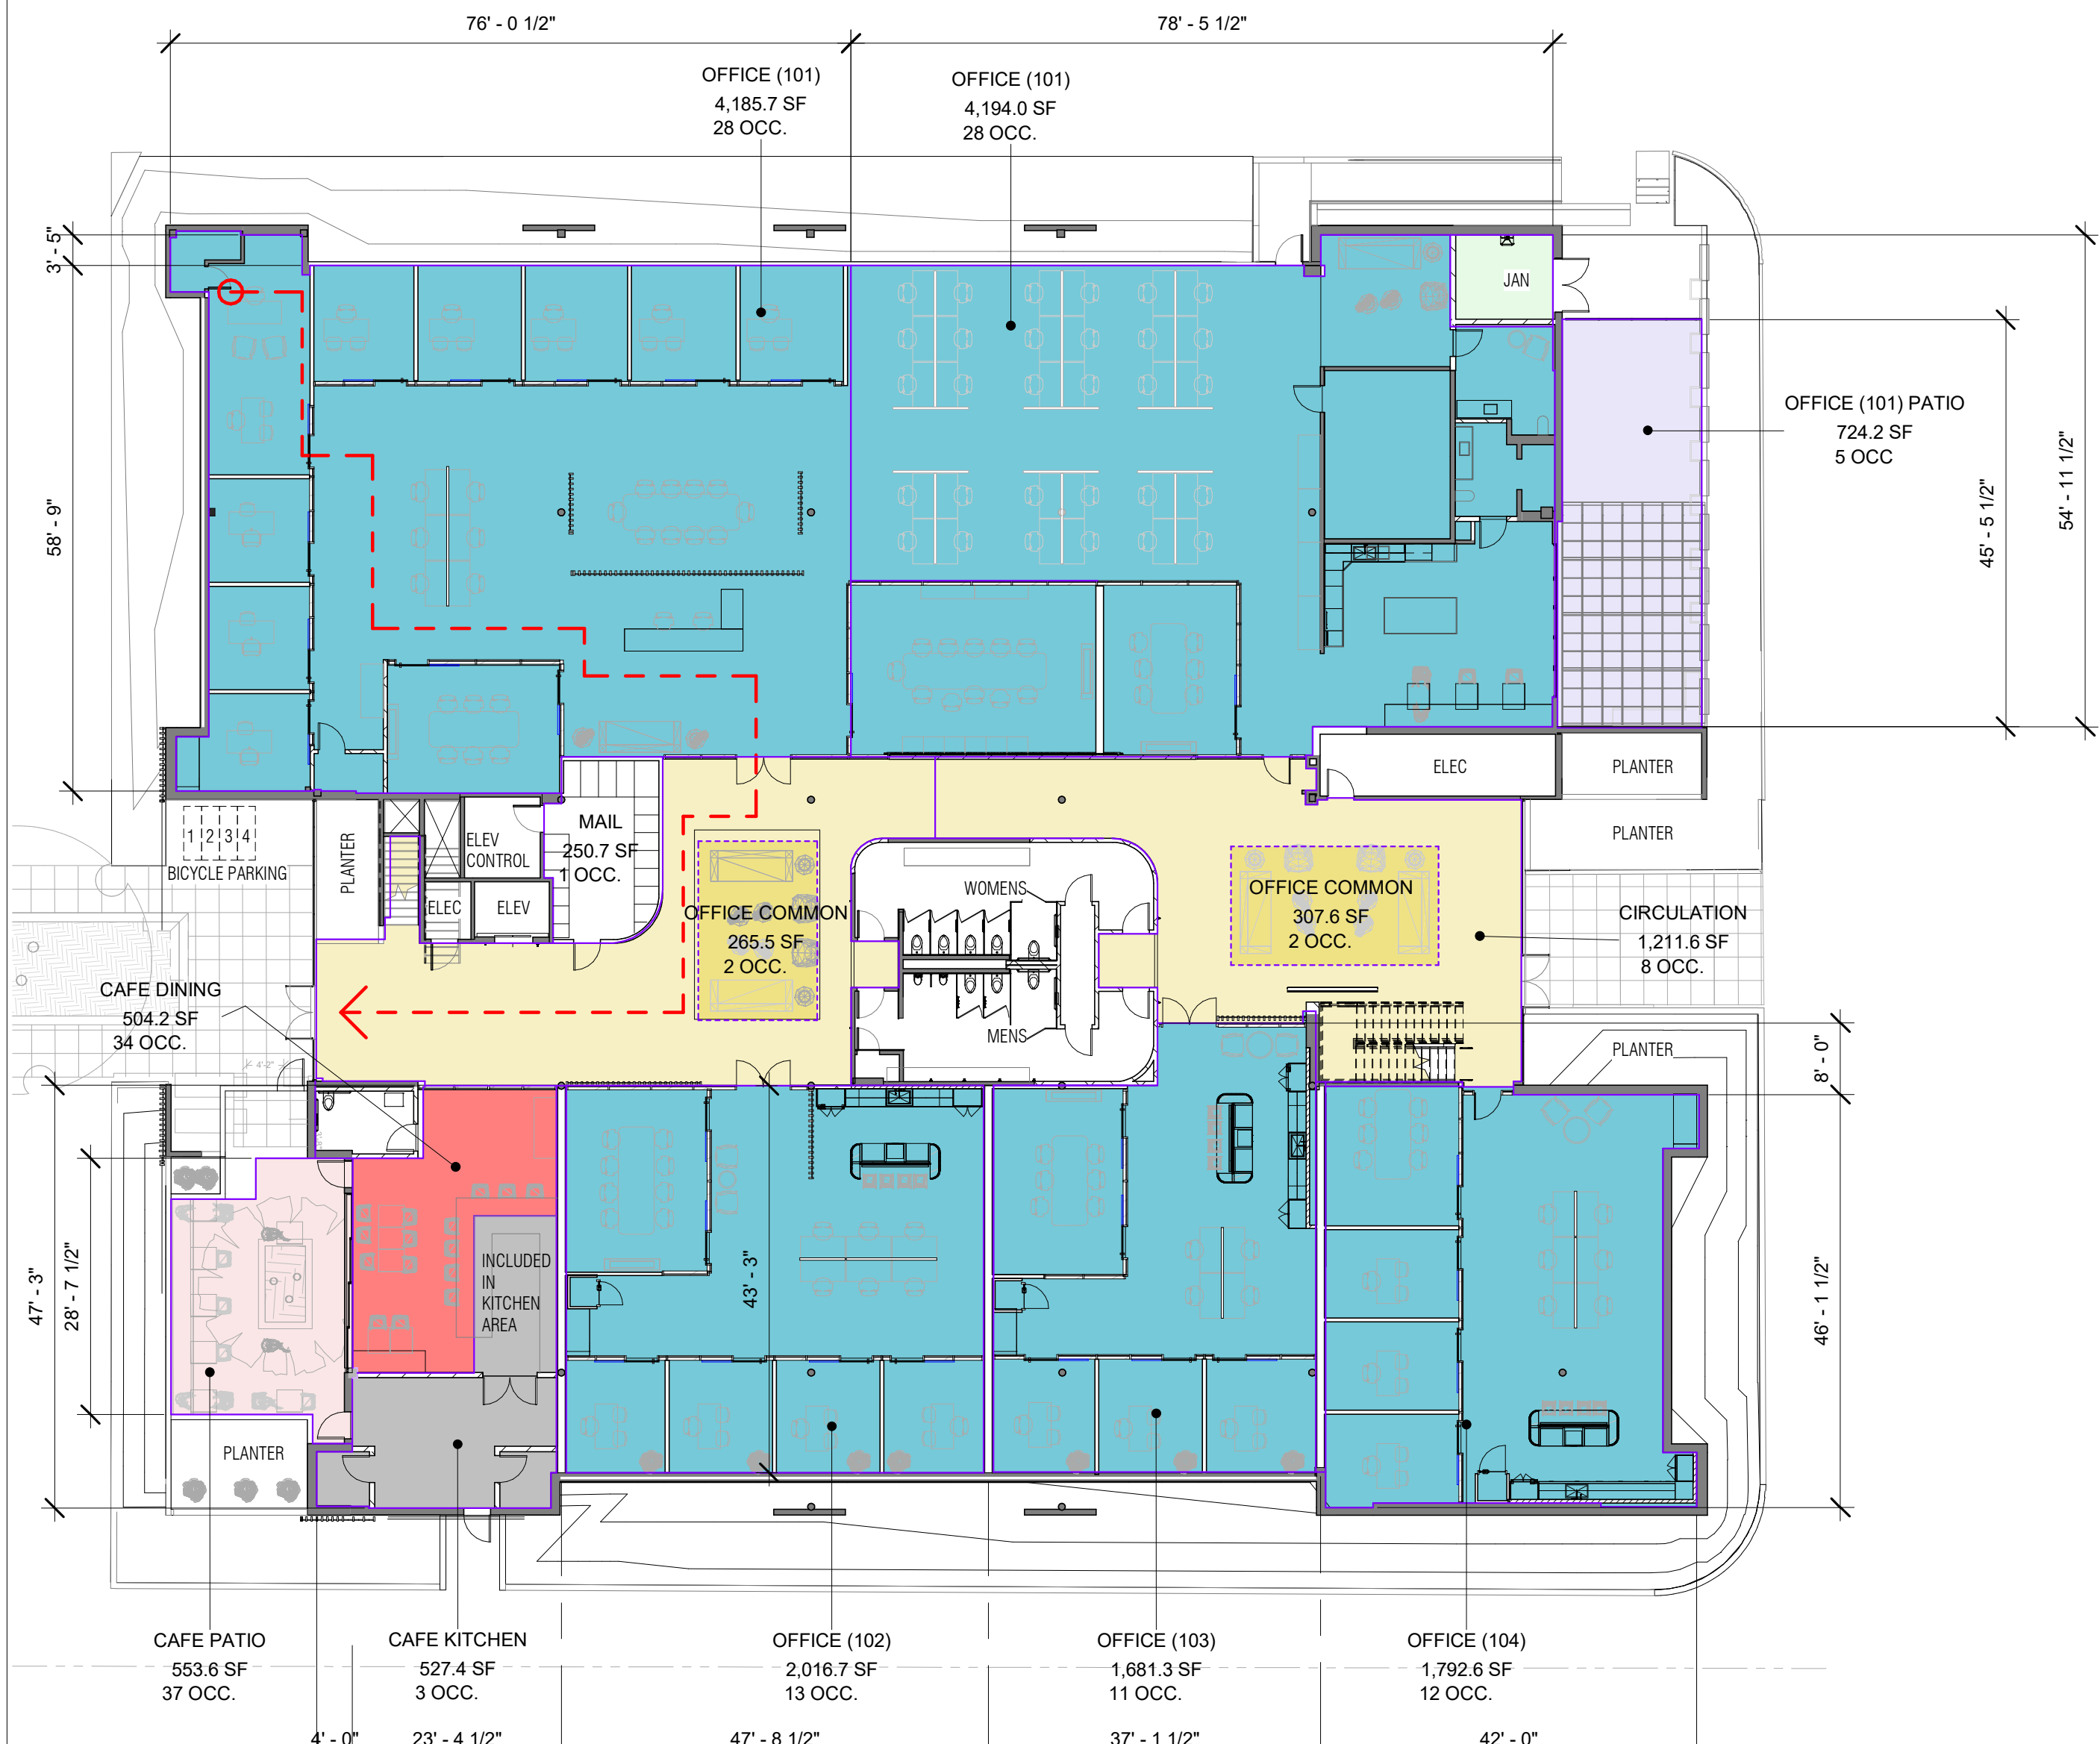 76' - 0 1/2"
78' - 5 1/2"
OFFICE (101)
4,185.7 SF
28 OCC.
OFFICE (101)
4,194.0 SF
28 OCC.
3' - 5"
58' - 9"
JAN
OFFICE (101) PATIO
724.2 SF
5 OCC
45' - 5 1/2"
54' - 11 1/2"
ELEC
PLANTER
PLANTER
1 2 3 4
BICYCLE PARKING
PLANTER
ELEV
CONTROL
MAIL
250.7 SF
1 OCC.
ELEC
ELEV
OFFICE COMMON
265.5 SF
2 OCC.
WOMENS
MENS
OFFICE COMMON
307.6 SF
2 OCC.
CIRCULATION
1,211.6 SF
8 OCC.
CAFE DINING
504.2 SF
34 OCC.
4'-2"
PLANTER
8' - 0"
47' - 3"
28' - 7 1/2"
INCLUDED
IN
KITCHEN
AREA
43' - 3"
46' - 1 1/2"
PLANTER
CAFE PATIO
553.6 SF
37 OCC.
CAFE KITCHEN
527.4 SF
3 OCC.
OFFICE (102)
2,016.7 SF
13 OCC.
OFFICE (103)
1,681.3 SF
11 OCC.
OFFICE (104)
1,792.6 SF
12 OCC.
4' - 0"
23' - 4 1/2"
47' - 8 1/2"
37' - 1 1/2"
42' - 0"